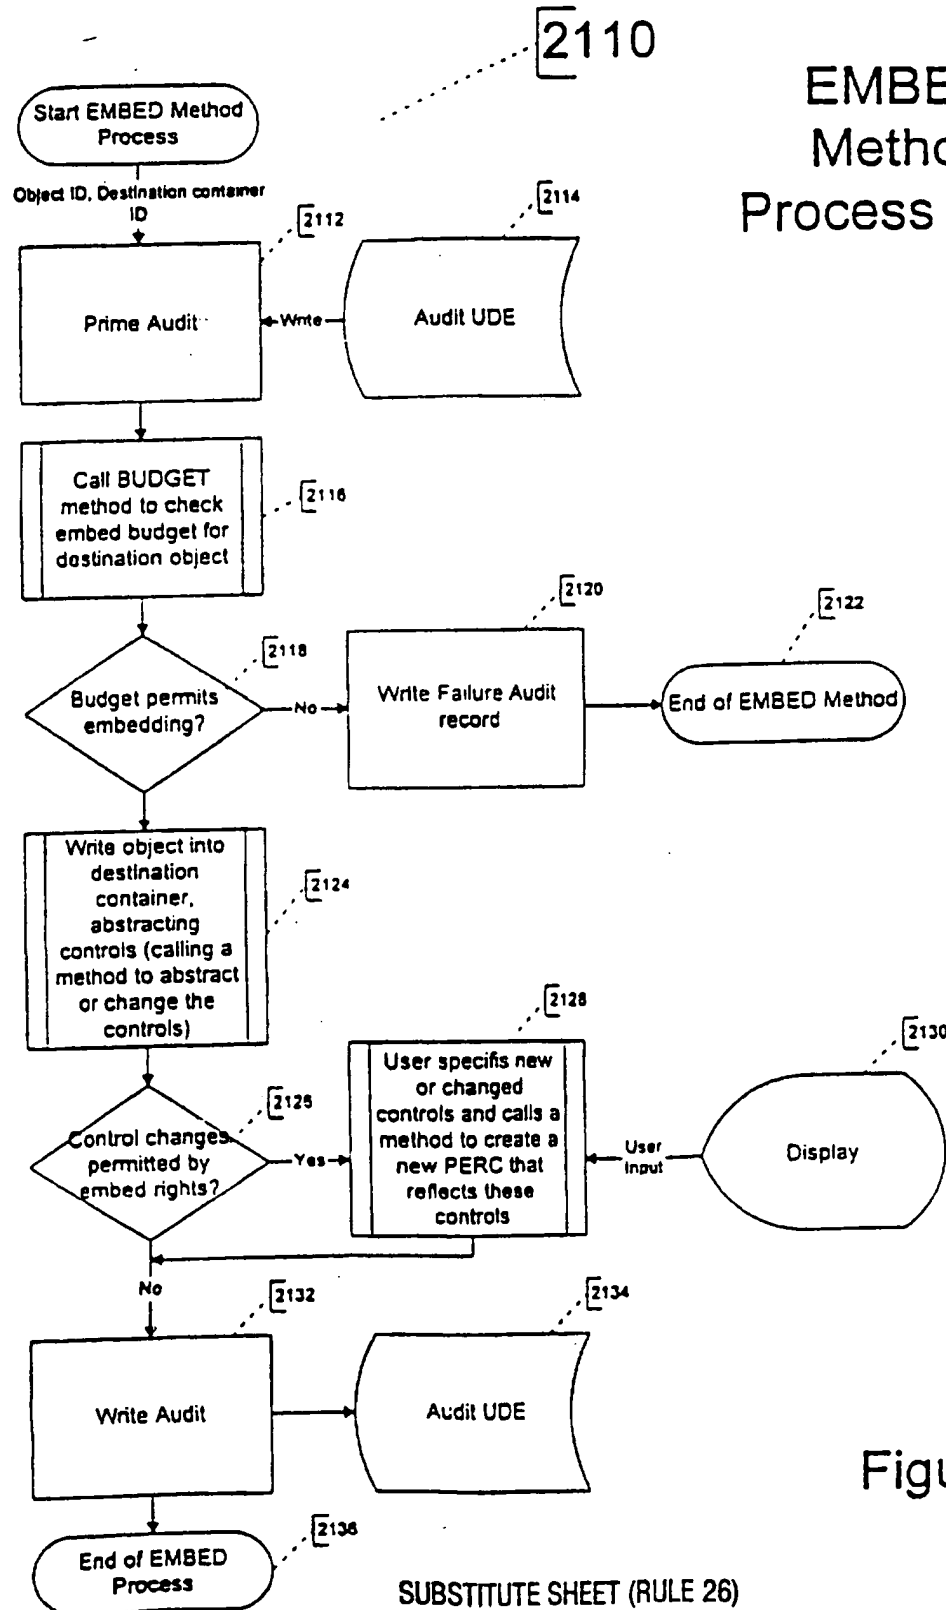 2110
EMBE
Metho
Process
Start EMBED Method
Process
Object ID, Destination container
ID
2112
2114
Prime Audit
Write
Audit UDE
Call BUDGET
method to check
embed budget for
destination object
2116
2118
Budget permits
embedding?
No
2120
Write Failure Audit
record
2122
End of EMBED Method
Write object into
destination
container,
abstracting
controls (calling a
method to abstract
or change the
controls)
2124
2126
Control changes
permitted by
embed rights?
Yes
2128
User specifis new
or changed
controls and calls a
method to create a
new PERC that
reflects these
controls
User
Input
2130
Display
No
2132
Write Audit
2134
Audit UDE
Figu
2136
End of EMBED
Process
SUBSTITUTE SHEET (RULE 26)